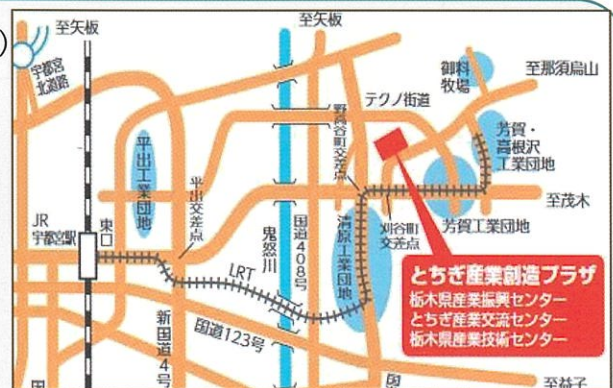 至矢板
至矢板
宇都宮
北道路
御料
牧場
至那須烏山
テクノ街道
野高谷町交差点
芳賀・
高根沢
工業団地
平出工業団地
平出交差点
至茂木
JR
宇都宮駅
東口
鬼怒川
国道408号
清原工業団地
刈谷町
交差点
芳賀工業団地
LRT
とちぎ産業創造プラザ
栃木県産業振興センター
とちぎ産業交流センター
栃木県産業技術センター
新国道4号
国道123号
国
国
至益子